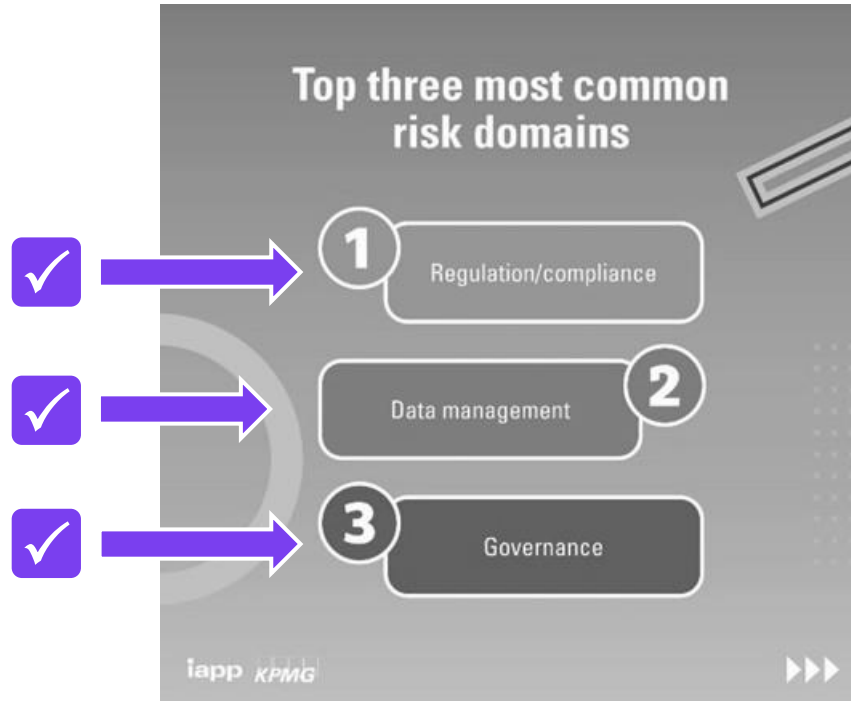 Top three most common
risk domains
1
Regulation/compliance
Data management
2
3
Governance
iapp KPMG